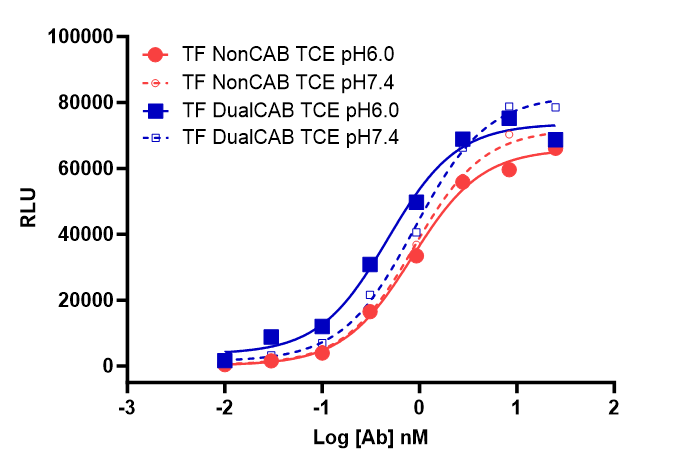 100000
TF NonCAB TCE pH6.0
TF NonCAB TCE pH7.4
80000
TF DualCAB TCE pH6.0
TF DualCAB TCE pH7.4
60000
RLU
40000
20000
0
-3 -2 -1 0 1 2
Log [Ab] nM